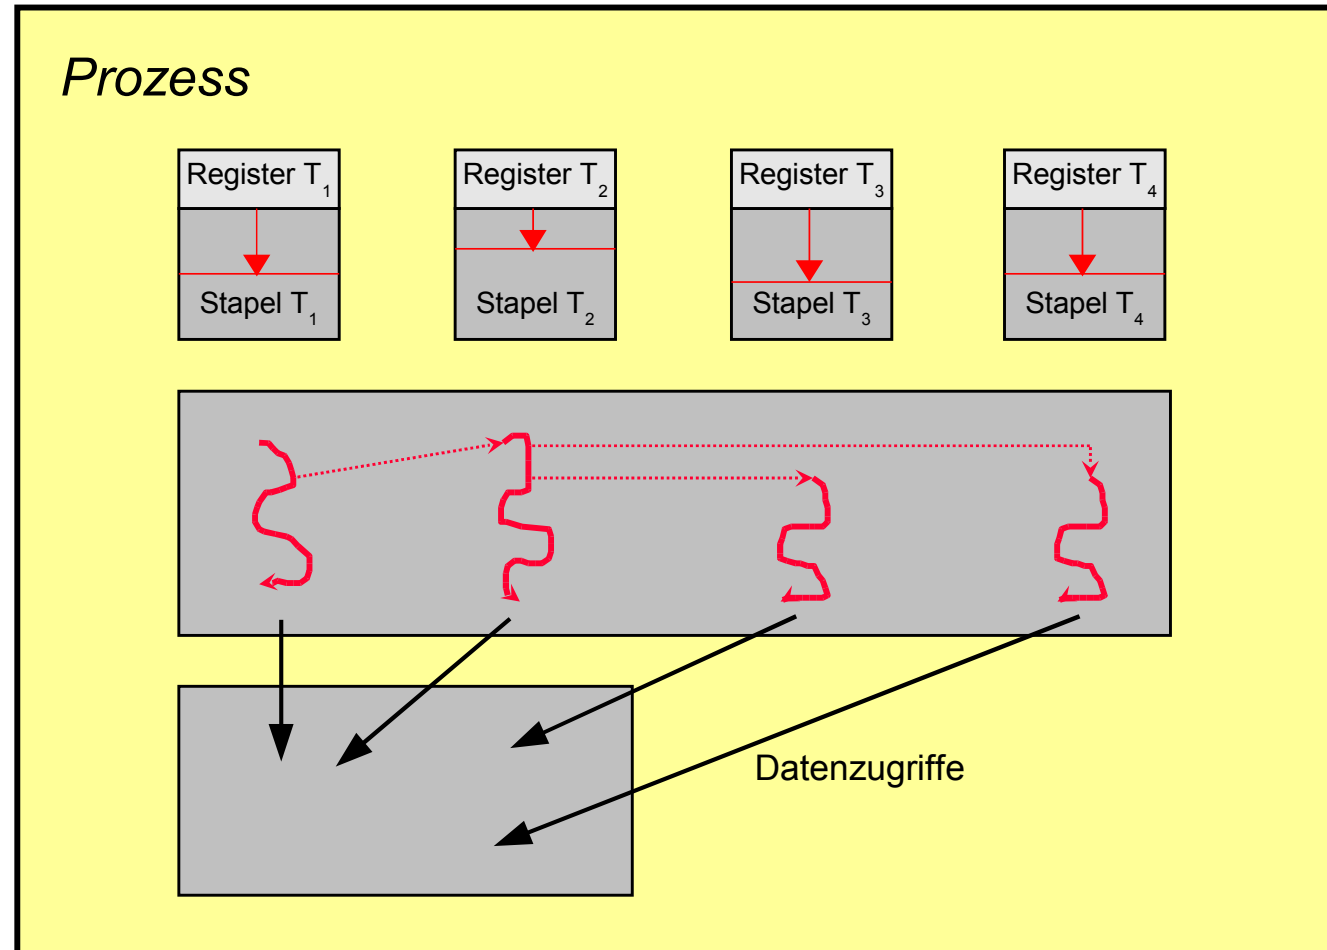 Prozess
Register T1
Register T2
Register T3
Register T4
Stapel T1
Stapel T2
Stapel T3
Stapel T4
Datenzugriffe